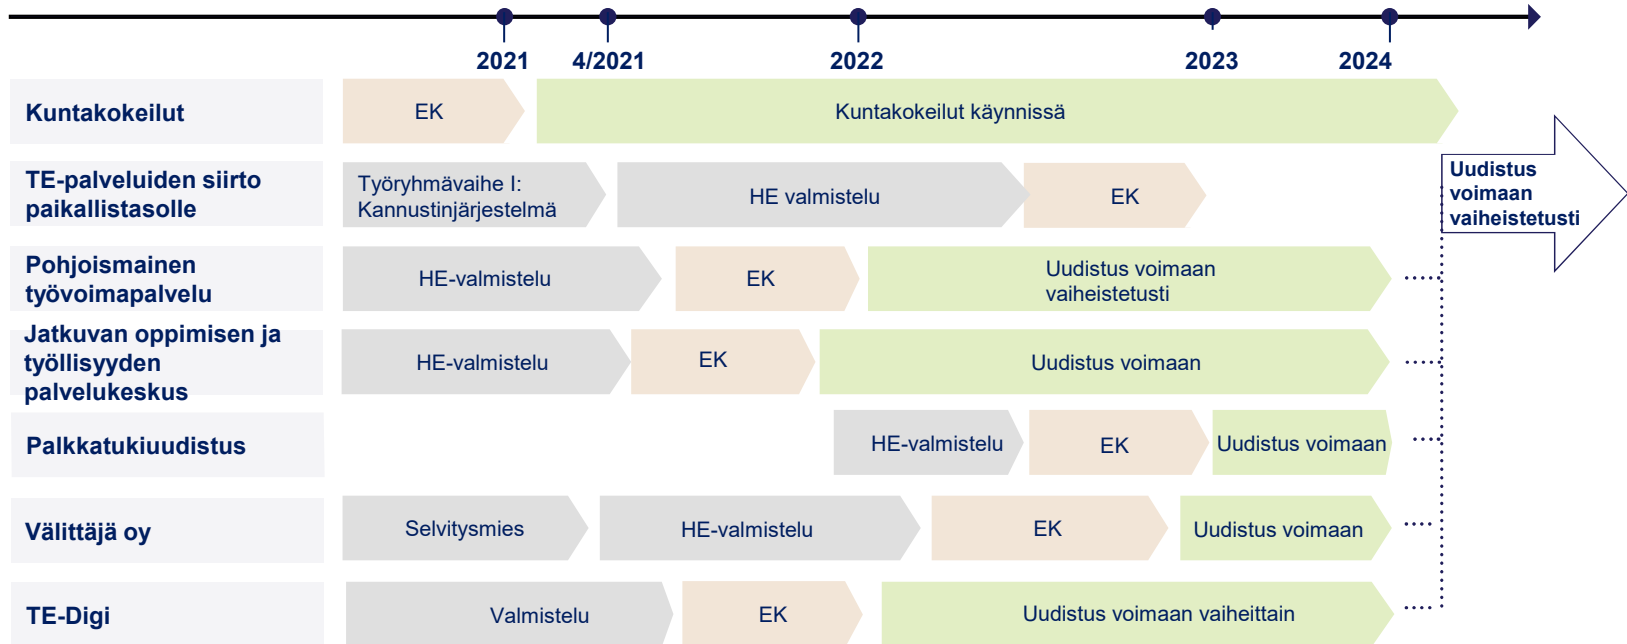 2021
4/2021
2022
2023
2024
Kuntakokeilut
EK
Kuntakokeilut käynnissä
TE-palveluiden siirto
paikallistasolle
Työryhmävaihe I:
Kannustinjärjestelmä
HE valmistelu
EK
Uudistus
voimaan
vaiheistetusti
Pohjoismainen
työvoimapalvelu
HE-valmistelu
EK
Uudistus voimaan
vaiheistetusti
Jatkuvan oppimisen ja
työllisyyden
palvelukeskus
HE-valmistelu
EK
Uudistus voimaan
Palkkatukiuudistus
HE-valmistelu
EK
Uudistus voimaan
Välittäjä oy
Selvitysmies
HE-valmistelu
EK
Uudistus voimaan
TE-Digi
Valmistelu
EK
Uudistus voimaan vaiheittain